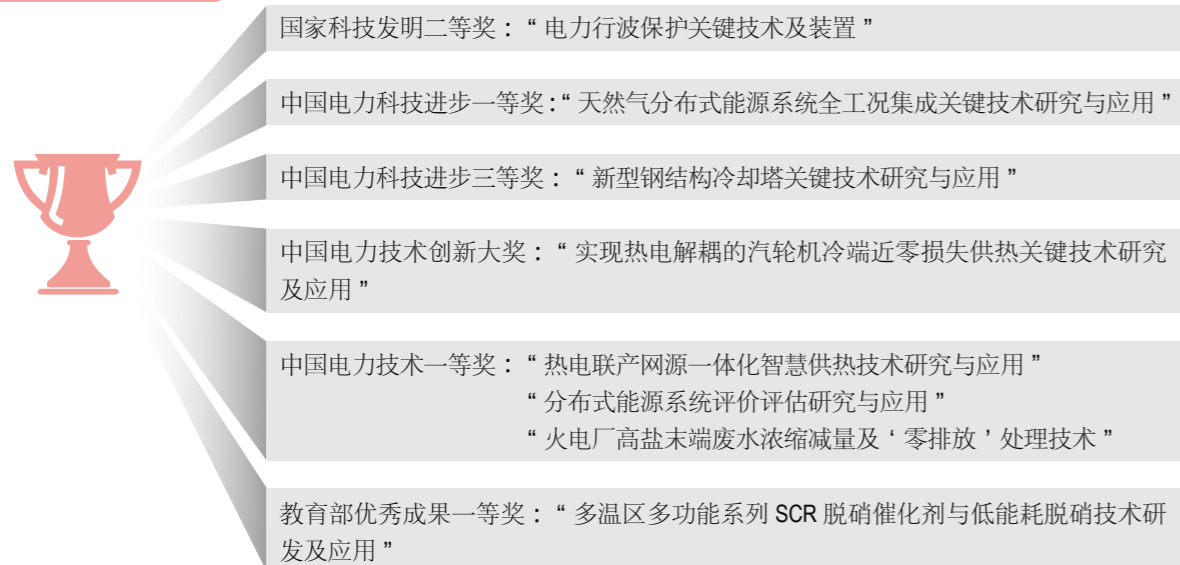 国家科技发明二等奖：“电力行波保护关键技术及装置”
中国电力科技进步一等奖：“天然气分布式能源系统全工况集成关键技术研究与应用”
中国电力科技进步三等奖：“新型钢结构冷却塔关键技术研究与应用”
中国电力技术创新大奖：“实现热电解耦的汽轮机冷端近零损失供热关键技术研究
及应用”
中国电力技术一等奖：“热电联产网源一体化智慧供热技术研究与应用”
“分布式能源系统评价评估研究与应用”
“火电厂高盐末端废水浓缩减量及‘零排放’处理技术”
教育部优秀成果一等奖：“多温区多功能系列 SCR 脱硝催化剂与低能耗脱硝技术研
发及应用”